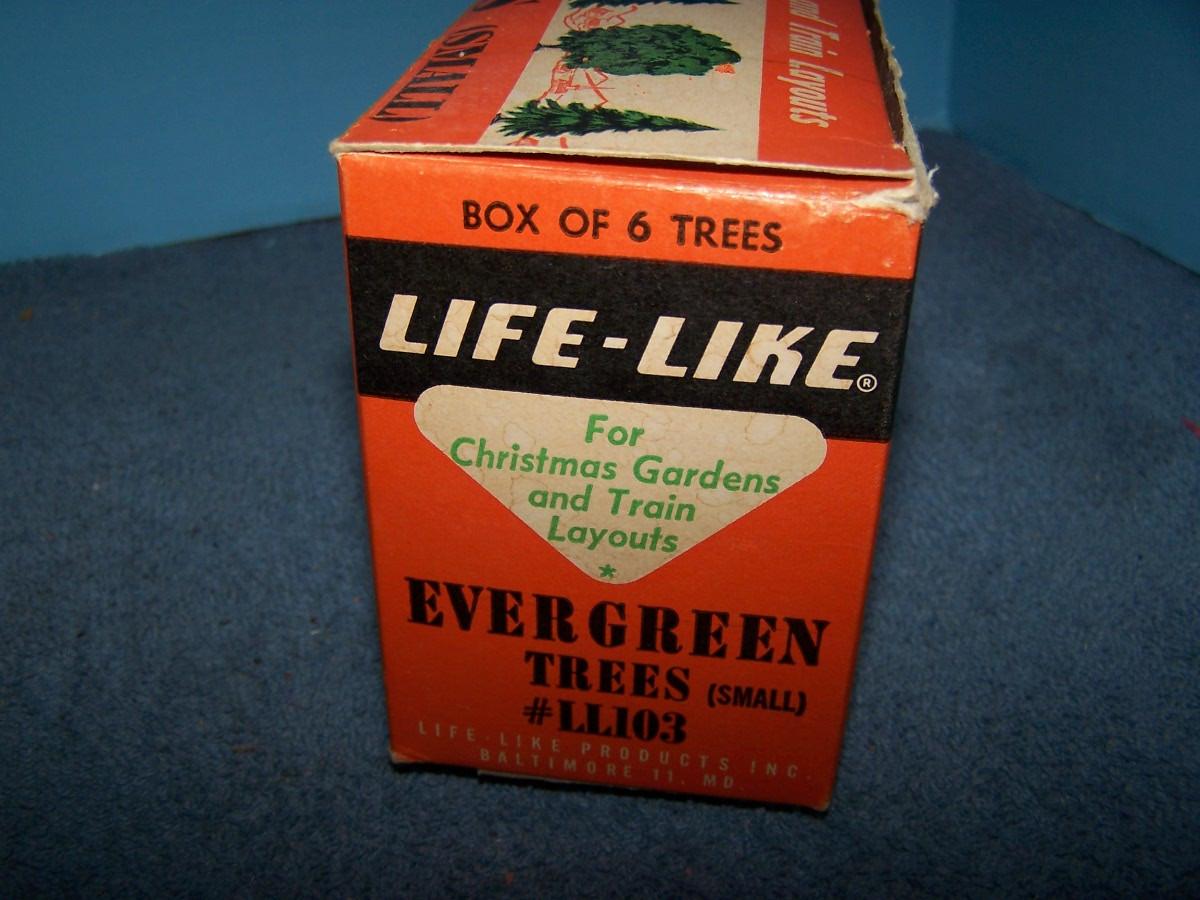 (SMALL)
and Train Layouts
BOX OF 6 TREES
LIFE-LIKE®
For
Christmas Gardens
and Train
Layouts
*
EVERGREEN
TREES (SMALL)
#LL103
LIFE-LIKE PRODUCTS INC.
BALTIMORE 11, MD.